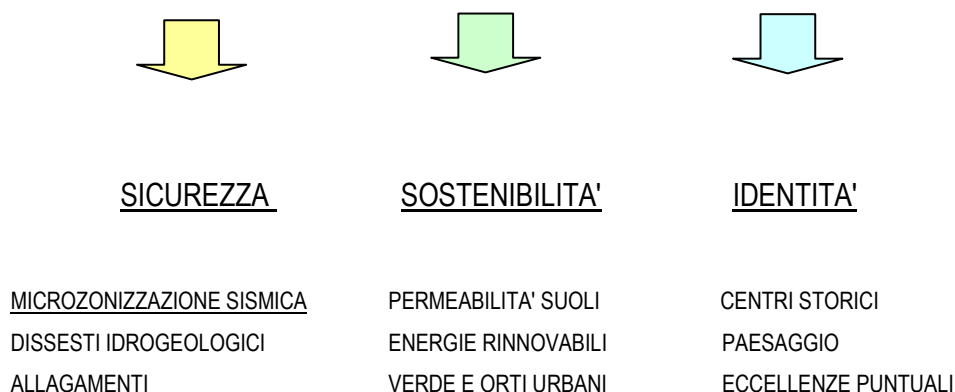 SICUREZZA
MICROZONIZZAZIONE SISMICA
DISSESTI IDROGEOLOGICI
ALLAGAMENTI
SOSTENIBILITA'
PERMEABILITA' SUOLI
ENERGIE RINNOVABILI
VERDE E ORTI URBANI
IDENTITA'
CENTRI STORICI
PAESAGGIO
ECCELLENZE PUNTUALI